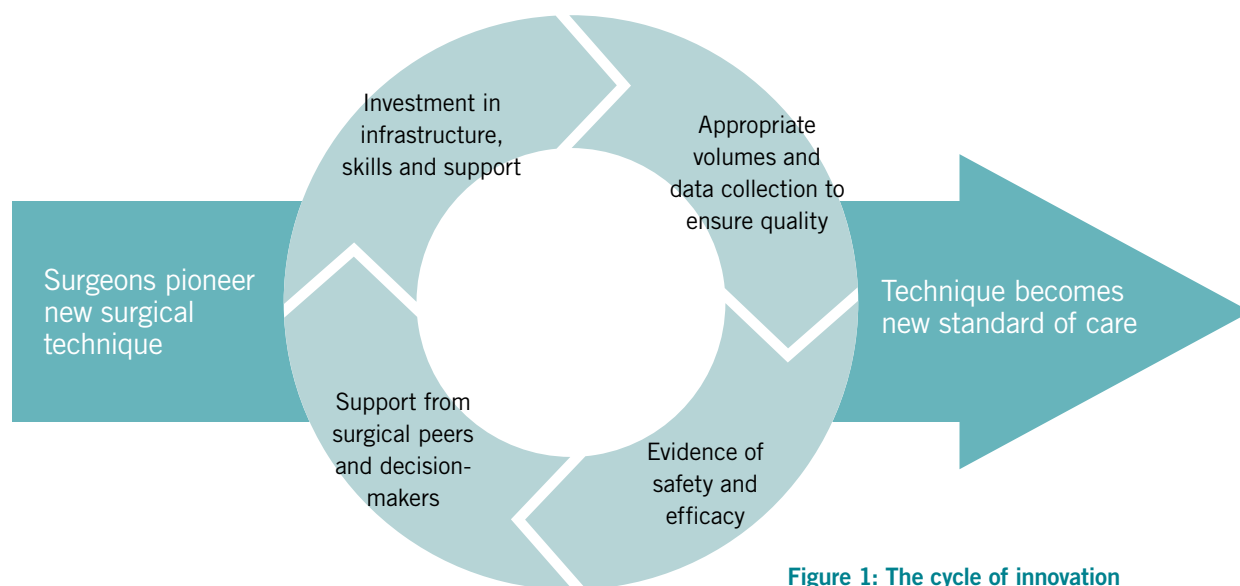 Surgeons pioneer
new surgical
technique
Investment in
infrastructure,
skills and support
Appropriate
volumes and
data collection to
ensure quality
Evidence of
safety and
efficacy
Support from
surgical peers
and decision-
makers
Technique becomes
new standard of care
Figure 1: The cycle of innovation